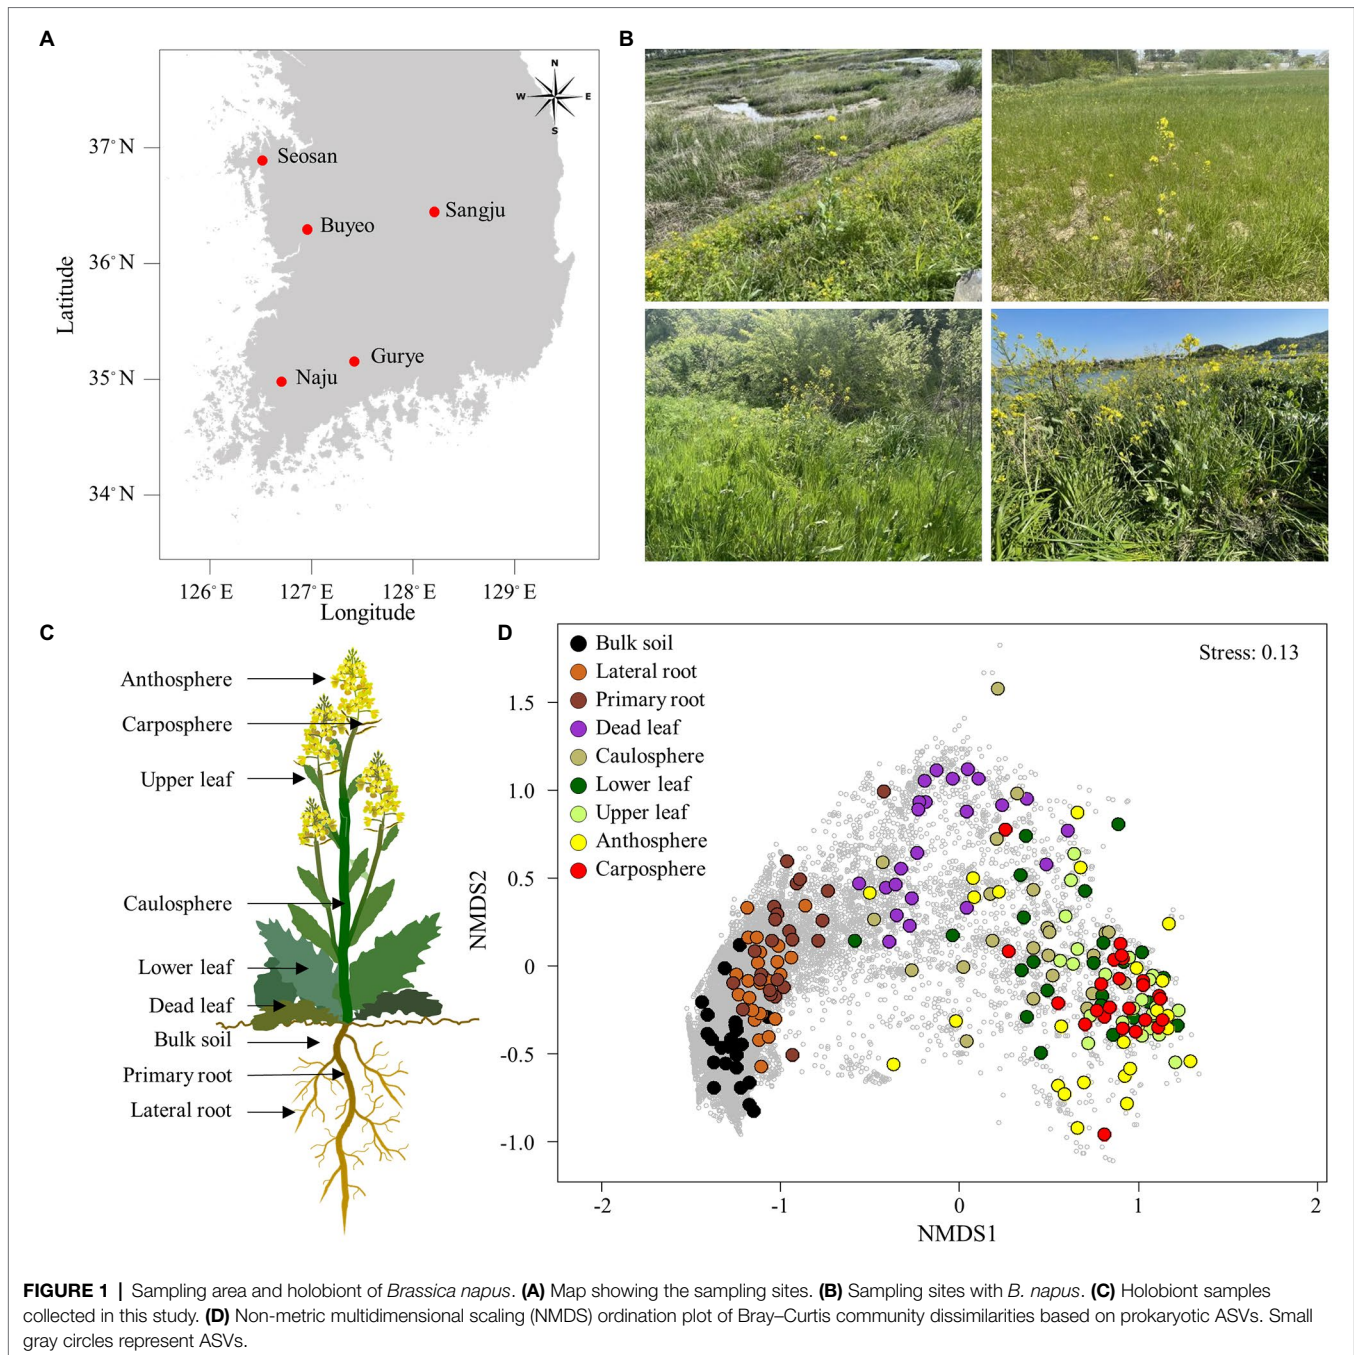 A
N
W
E
S
37°N
36°N
35°N
34°N
Latitude
Seosan
Buyeo
Sangju
Gurye
Naju
126°E
127°E
128°E
129°E
Longitude
B
C
Anthosphere
Carposphere
Upper leaf
Caulosphere
Lower leaf
Dead leaf
Bulk soil
Primary root
Lateral root
D
Bulk soil
Lateral root
Primary root
Dead leaf
Caulosphere
Lower leaf
Upper leaf
Anthosphere
Carposphere
Stress: 0.13
1.5
1.0
0.5
0
-0.5
-1.0
NMDS2
-2
-1
0
1
2
NMDS1
FIGURE 1 | Sampling area and holobiont of Brassica napus. (A) Map showing the sampling sites. (B) Sampling sites with B. napus. (C) Holobiont samples
collected in this study. (D) Non-metric multidimensional scaling (NMDS) ordination plot of Bray–Curtis community dissimilarities based on prokaryotic ASVs. Small
gray circles represent ASVs.